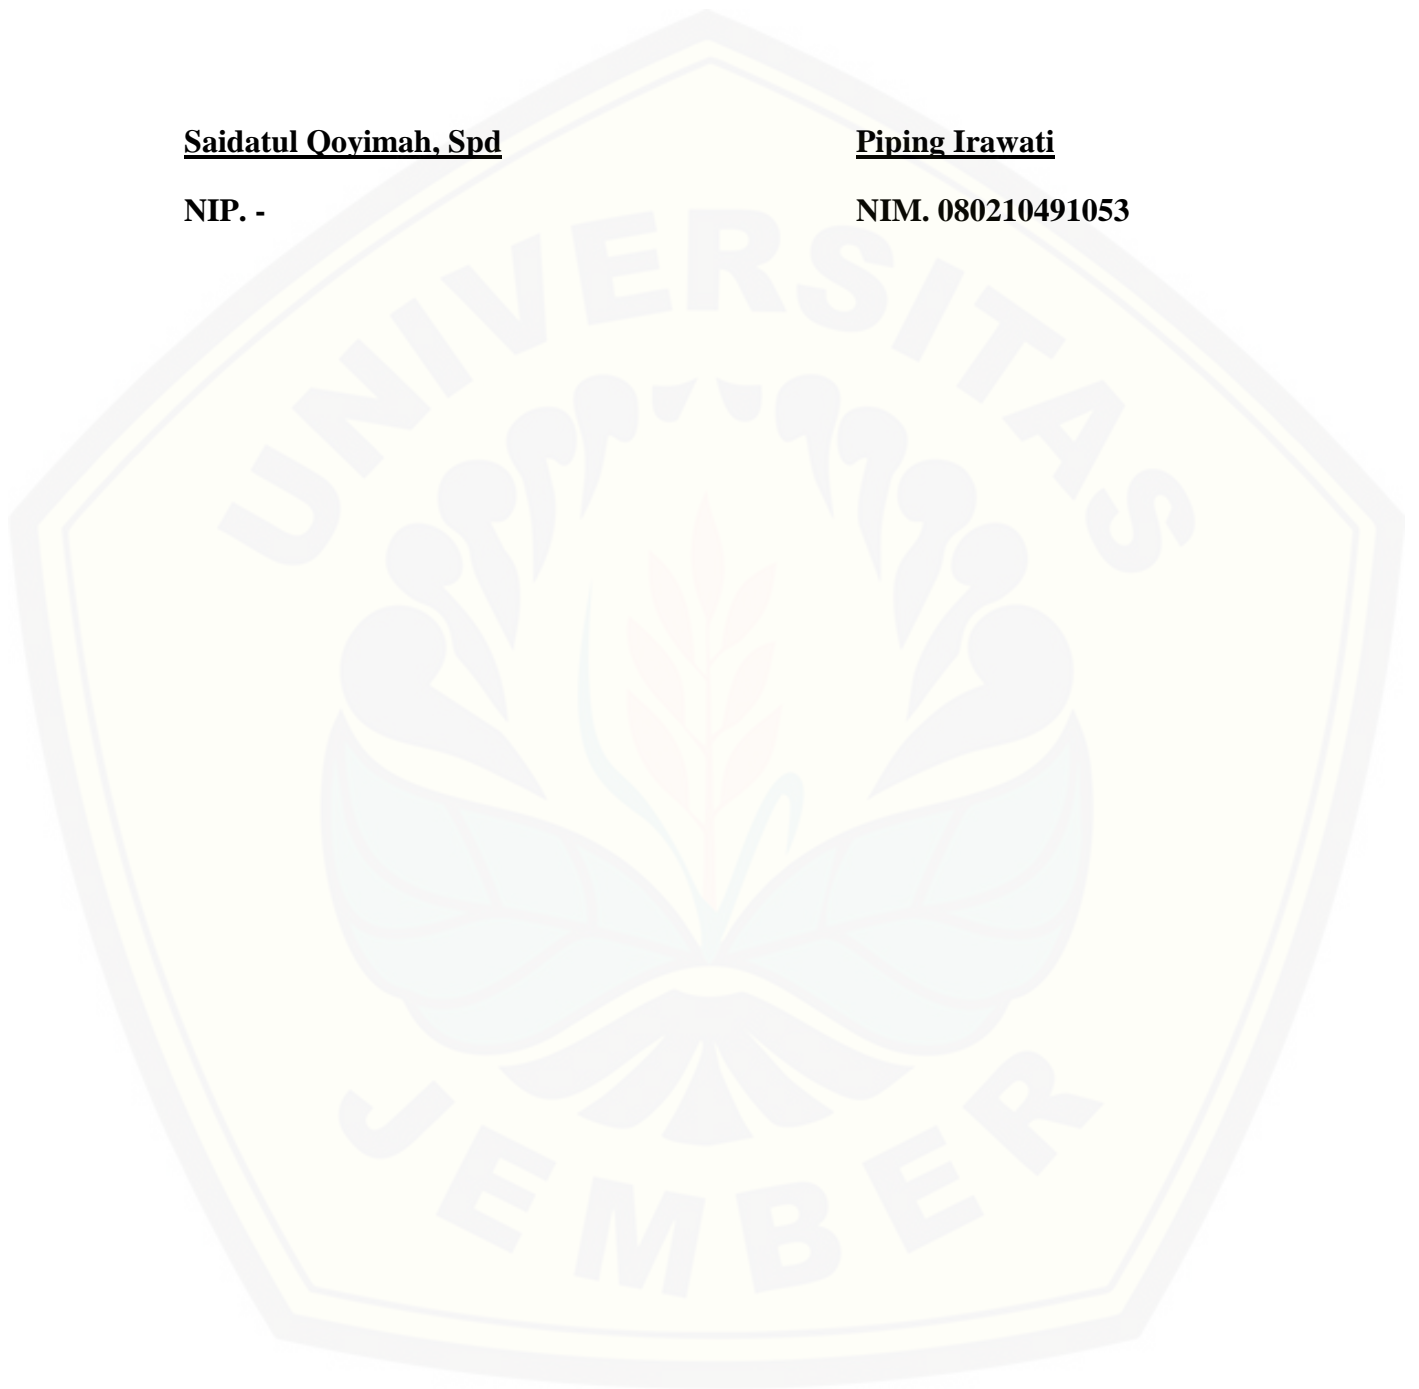 Saidatul Qoyimah, Spd Piping Irawati
NIP. - NIM. 080210491053
UNIVERSITAS
JEMBER